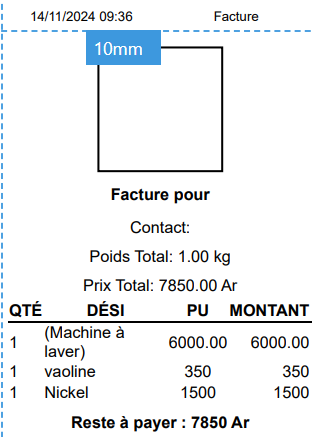 14/11/2024 09:36 Facture
10mm
Facture pour
Contact:
Poids Total: 1.00 kg
Prix Total: 7850.00 Ar
QTÉ DÉSI PU MONTANT
1 (Machine à laver) 6000.00 6000.00
1 vaoline 350 350
1 Nickel 1500 1500
Reste à payer : 7850 Ar